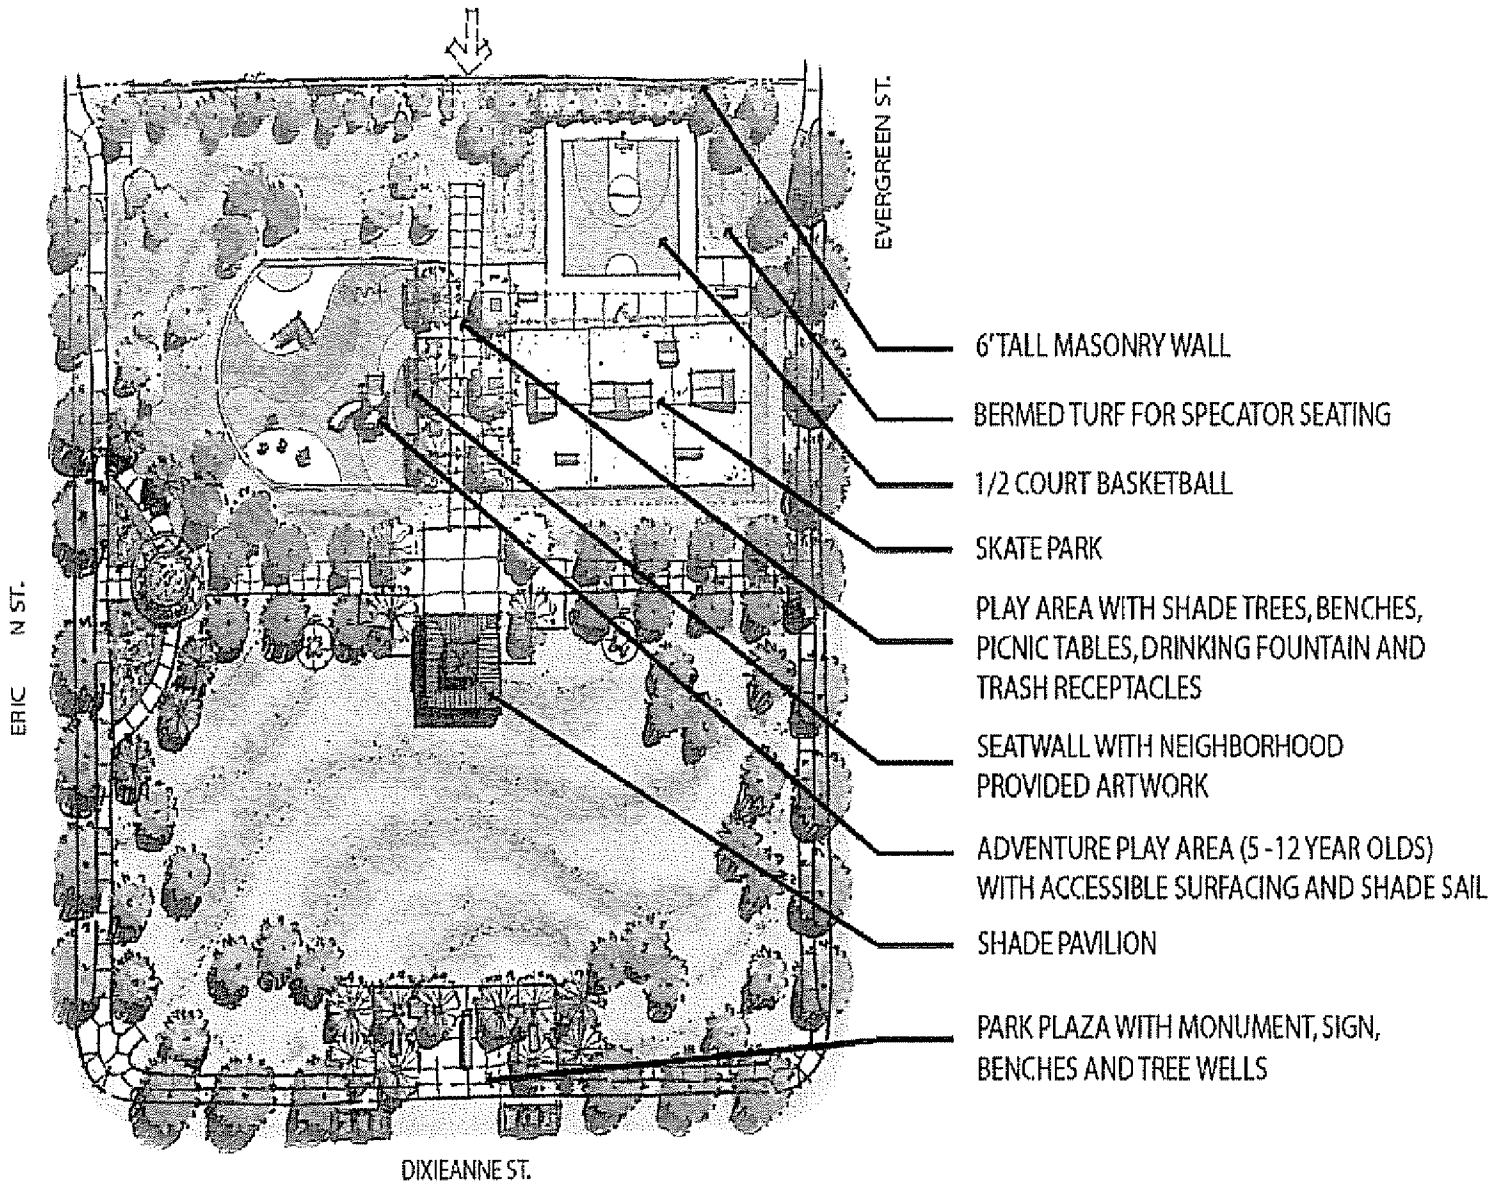 EVERGREEN ST.
6' TALL MASONRY WALL
BERMED TURF FOR SPECATOR SEATING
1/2 COURT BASKETBALL
SKATE PARK
PLAY AREA WITH SHADE TREES, BENCHES,
PICNIC TABLES, DRINKING FOUNTAIN AND
TRASH RECEPTACLES
ERIC N ST.
SEATWALL WITH NEIGHBORHOOD
PROVIDED ARTWORK
ADVENTURE PLAY AREA (5 -12 YEAR OLDS)
WITH ACCESSIBLE SURFACING AND SHADE SAIL
SHADE PAVILION
PARK PLAZA WITH MONUMENT, SIGN,
BENCHES AND TREE WELLS
DIXIEANNE ST.